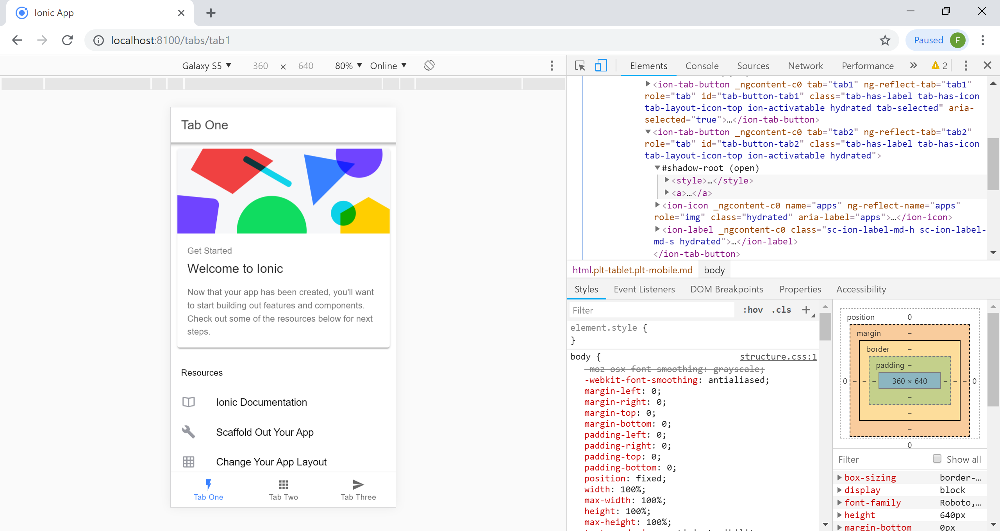 Ionic App
localhost:8100/tabs/tab1
Paused F
Galaxy S5 360 × 640 80% Online
Tab One
Get Started
Welcome to Ionic
Now that your app has been created, you'll want
to start building out features and components.
Check out some of the resources below for next
steps.
Resources
Ionic Documentation
Scaffold Out Your App
Change Your App Layout
Tab One Tab Two Tab Three
Elements Console Sources Network Performance » 2
<ion-tab-button _ngcontent-c0 tab="tab1" ng-reflect-tab="tab1"
role="tab" id="tab-button-tab1" class="tab-has-label tab-has-icon
tab-layout-icon-top ion-activatable hydrated tab-selected" aria-
selected="true">…</ion-tab-button>
<ion-tab-button _ngcontent-c0 tab="tab2" ng-reflect-tab="tab2"
role="tab" id="tab-button-tab2" class="tab-has-label tab-has-icon
tab-layout-icon-top ion-activatable hydrated">
#shadow-root (open)
<style>…</style>
<a>…</a>
<ion-icon _ngcontent-c0 name="apps" ng-reflect-name="apps"
role="img" class="hydrated" aria-label="apps">…</ion-icon>
<ion-label _ngcontent-c0 class="sc-ion-label-md-h sc-ion-label-
md-s hydrated">…</ion-label>
</ion-tab-button>
html.plt-tablet.plt-mobile.md body
Styles Event Listeners DOM Breakpoints Properties Accessibility
Filter :hov .cls +
element.style {
}
body { structure.css:1
-moz-osx-font-smoothing: grayscale;
-webkit-font-smoothing: antialiased;
margin-left: 0;
margin-right: 0;
margin-top: 0;
margin-bottom: 0;
padding-left: 0;
padding-right: 0;
padding-top: 0;
padding-bottom: 0;
position: fixed;
width: 100%;
max-width: 100%;
height: 100%;
max-height: 100%;
position 0
margin –
border –
padding –
0 – – – 360 × 640 – – – 0
–
–
–
0
Filter Show all
box-sizing border-…
display block
font-family Roboto,…
height 640px
margin-bottom 0px